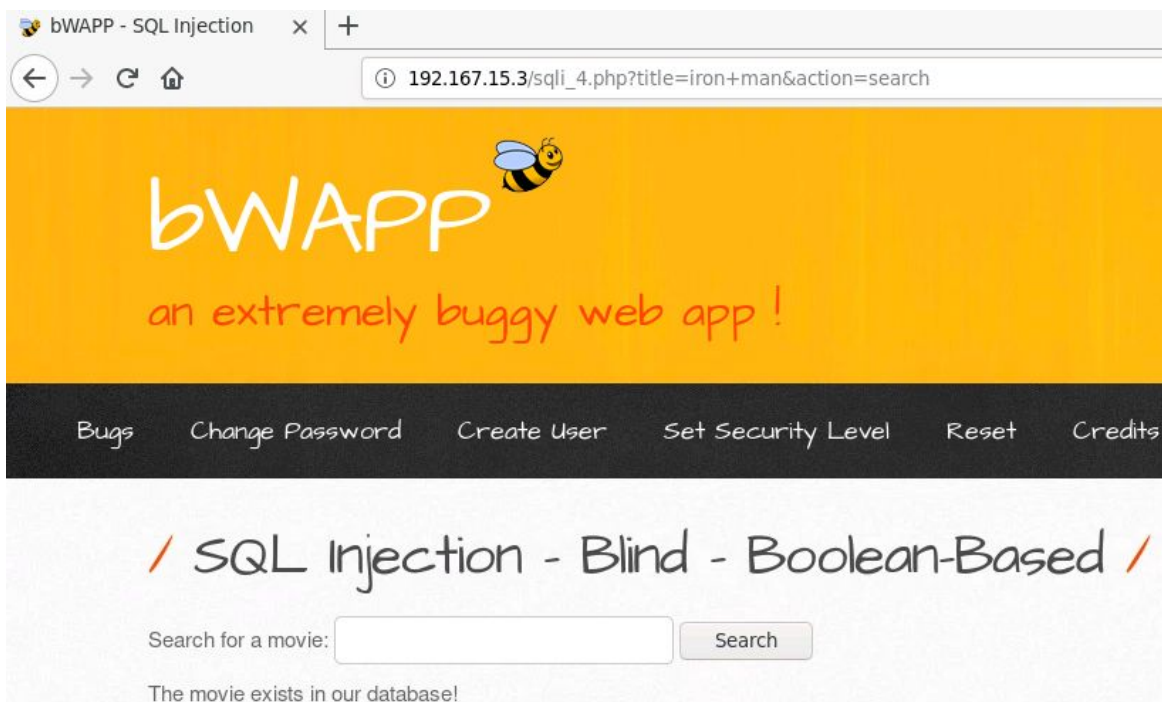 bWAPP - SQL Injection
192.167.15.3/sqli_4.php?title=iron+man&action=search
bWAPP
an extremely buggy web app !
Bugs Change Password Create User Set Security Level Reset Credits
/ SQL Injection - Blind - Boolean-Based /
Search for a movie: Search
The movie exists in our database!